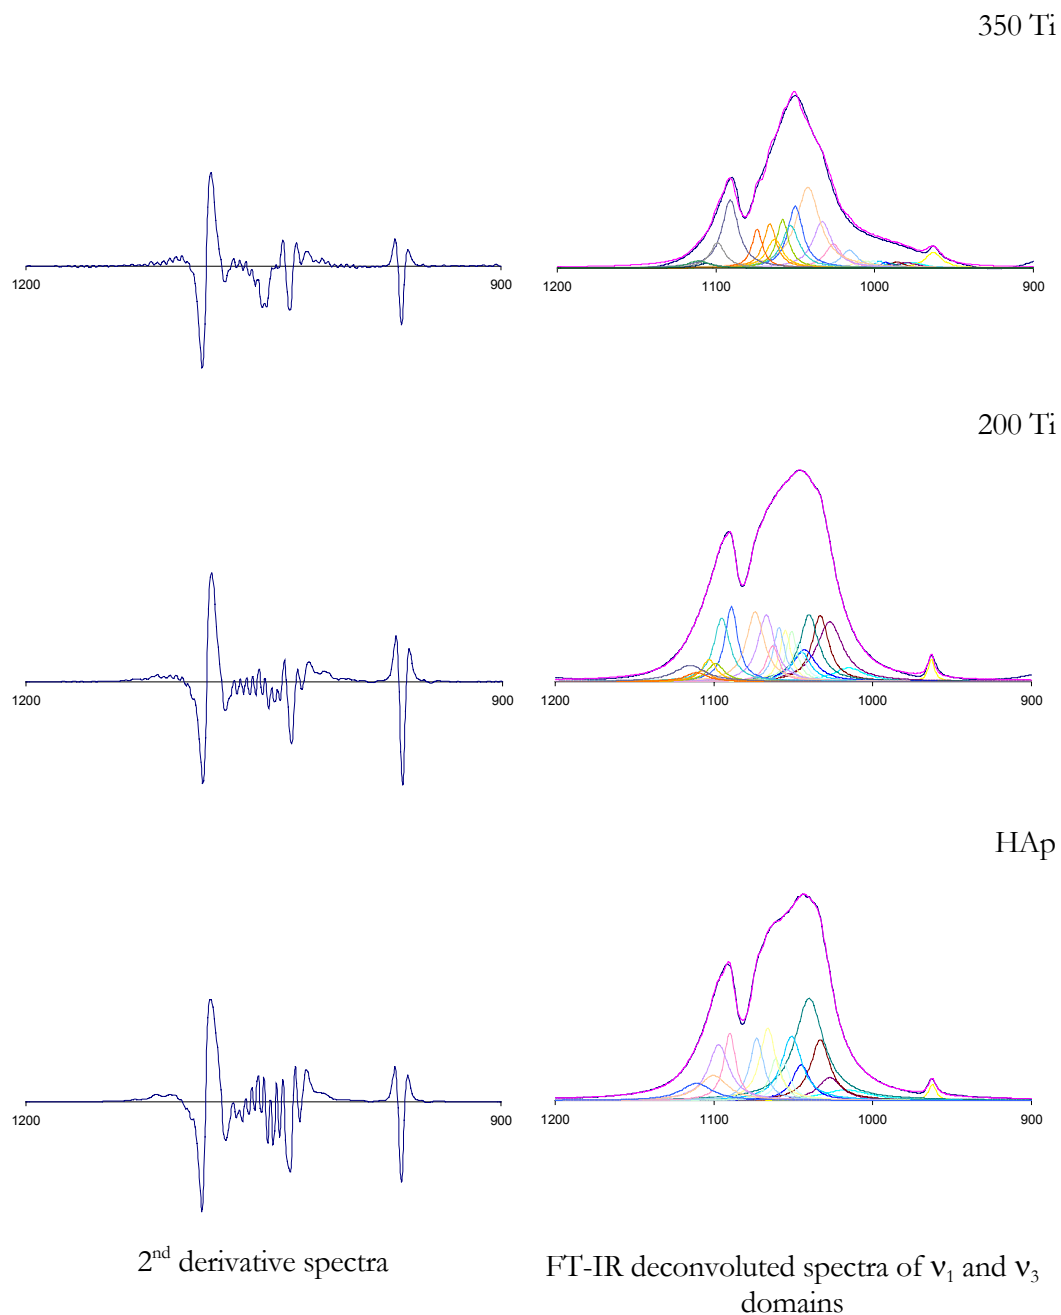 350 Ti
1200 900
1200 1100 1000 900
200 Ti
1200 900
1200 1100 1000 900
HAp
1200 900
1200 1100 1000 900
2nd derivative spectra
FT-IR deconvoluted spectra of ν1 and ν3
domains